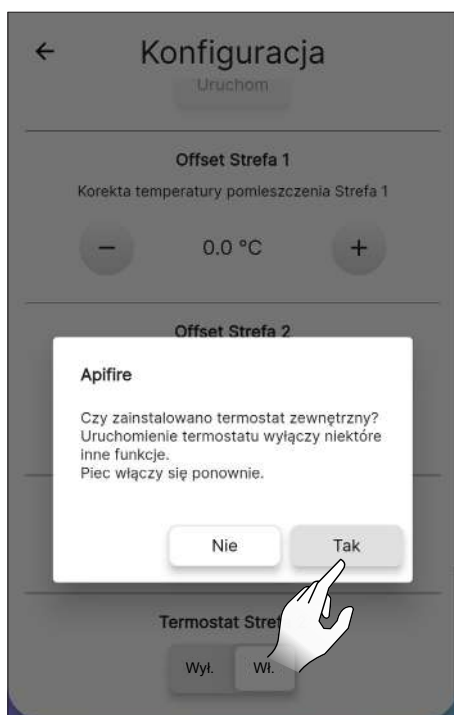 Konfiguracja
Uruchom
Offset Strefa 1
Korekta temperatury pomieszczenia Strefa 1
− 0.0 °C +
Offset Strefa 2
Apifire
Czy zainstalowano termostat zewnętrzny?
Uruchomienie termostatu wyłączy niektóre
inne funkcje.
Piec włączy się ponownie.
Nie Tak
Termostat
Wył. Wł.